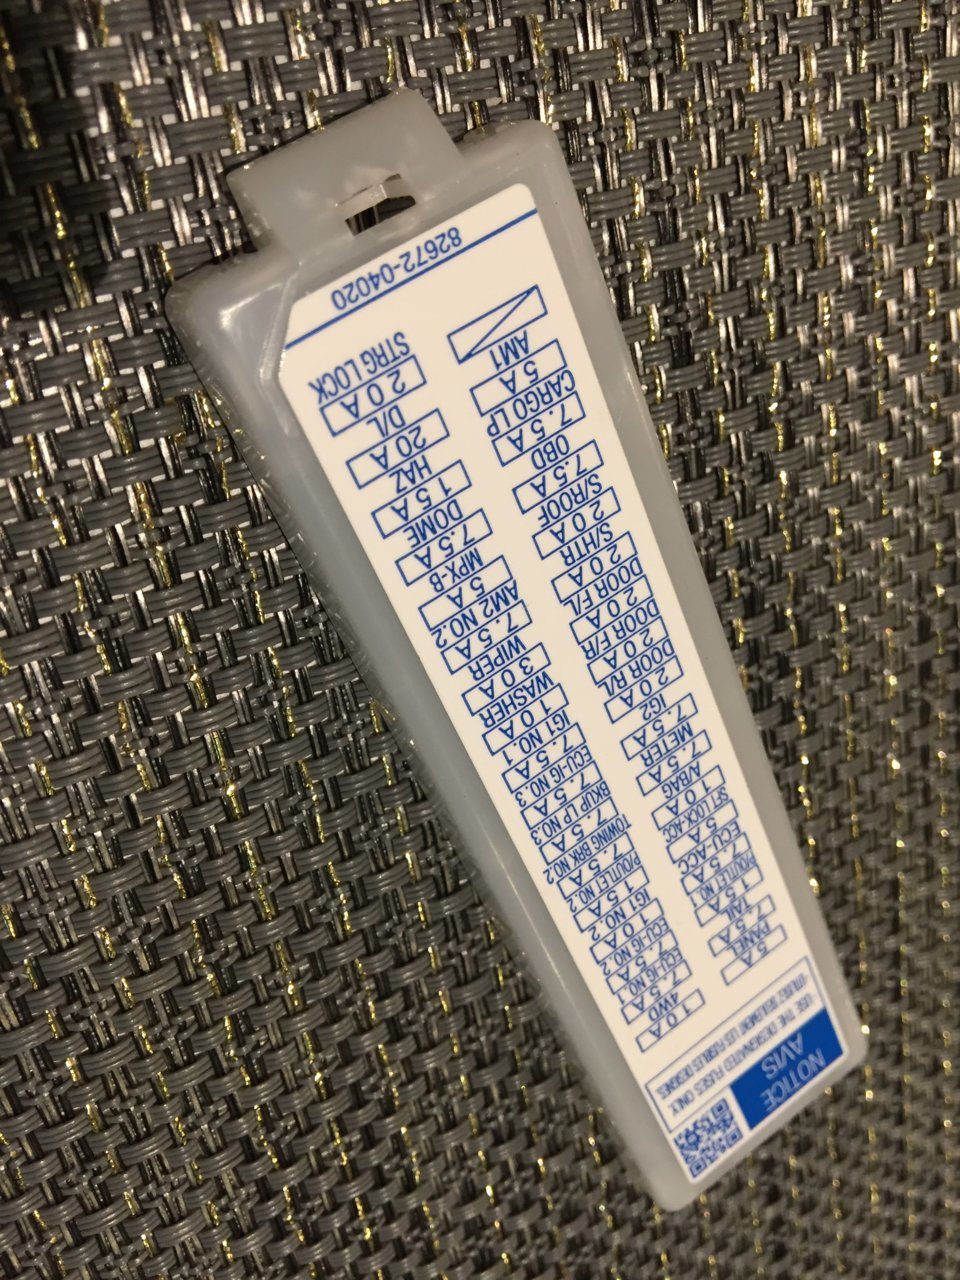 NOTICE
AVIS
·USE THE DESIGNATED FUSES ONLY.
·UTILISEZ SEULEMENT LES FUSIBLES DESIGNES.
5 A
PANEL
7.5 A
TAIL
15 A
P/OUTLET NO.1
7.5 A
ECU-ACC
5 A
SFT LOCK-ACC
10 A
A/BAG
7.5 A
METER
7.5 A
IG2
20 A
DOOR R/L
20 A
DOOR F/R
20 A
DOOR F/L
20 A
S/HTR
20 A
S/ROOF
7.5 A
OBD
7.5 A
CARGO LP
5 A
AM1
10 A
4WD
7.5 A
ECU-IG NO.1
7.5 A
ECU-IG NO.2
10 A
IG1 NO.2
15 A
P/OUTLET NO.2
7.5 A
TOWING BRK NO.2
7.5 A
BKUP LP NO.3
7.5 A
ECU-IG NO.3
7.5 A
IG1 NO.1
10 A
WASHER
30 A
WIPER
7.5 A
AM2 NO.2
5 A
MPX-B
7.5 A
DOME
15 A
HAZ
20 A
D/L
20 A
STRG LOCK
82672-04020